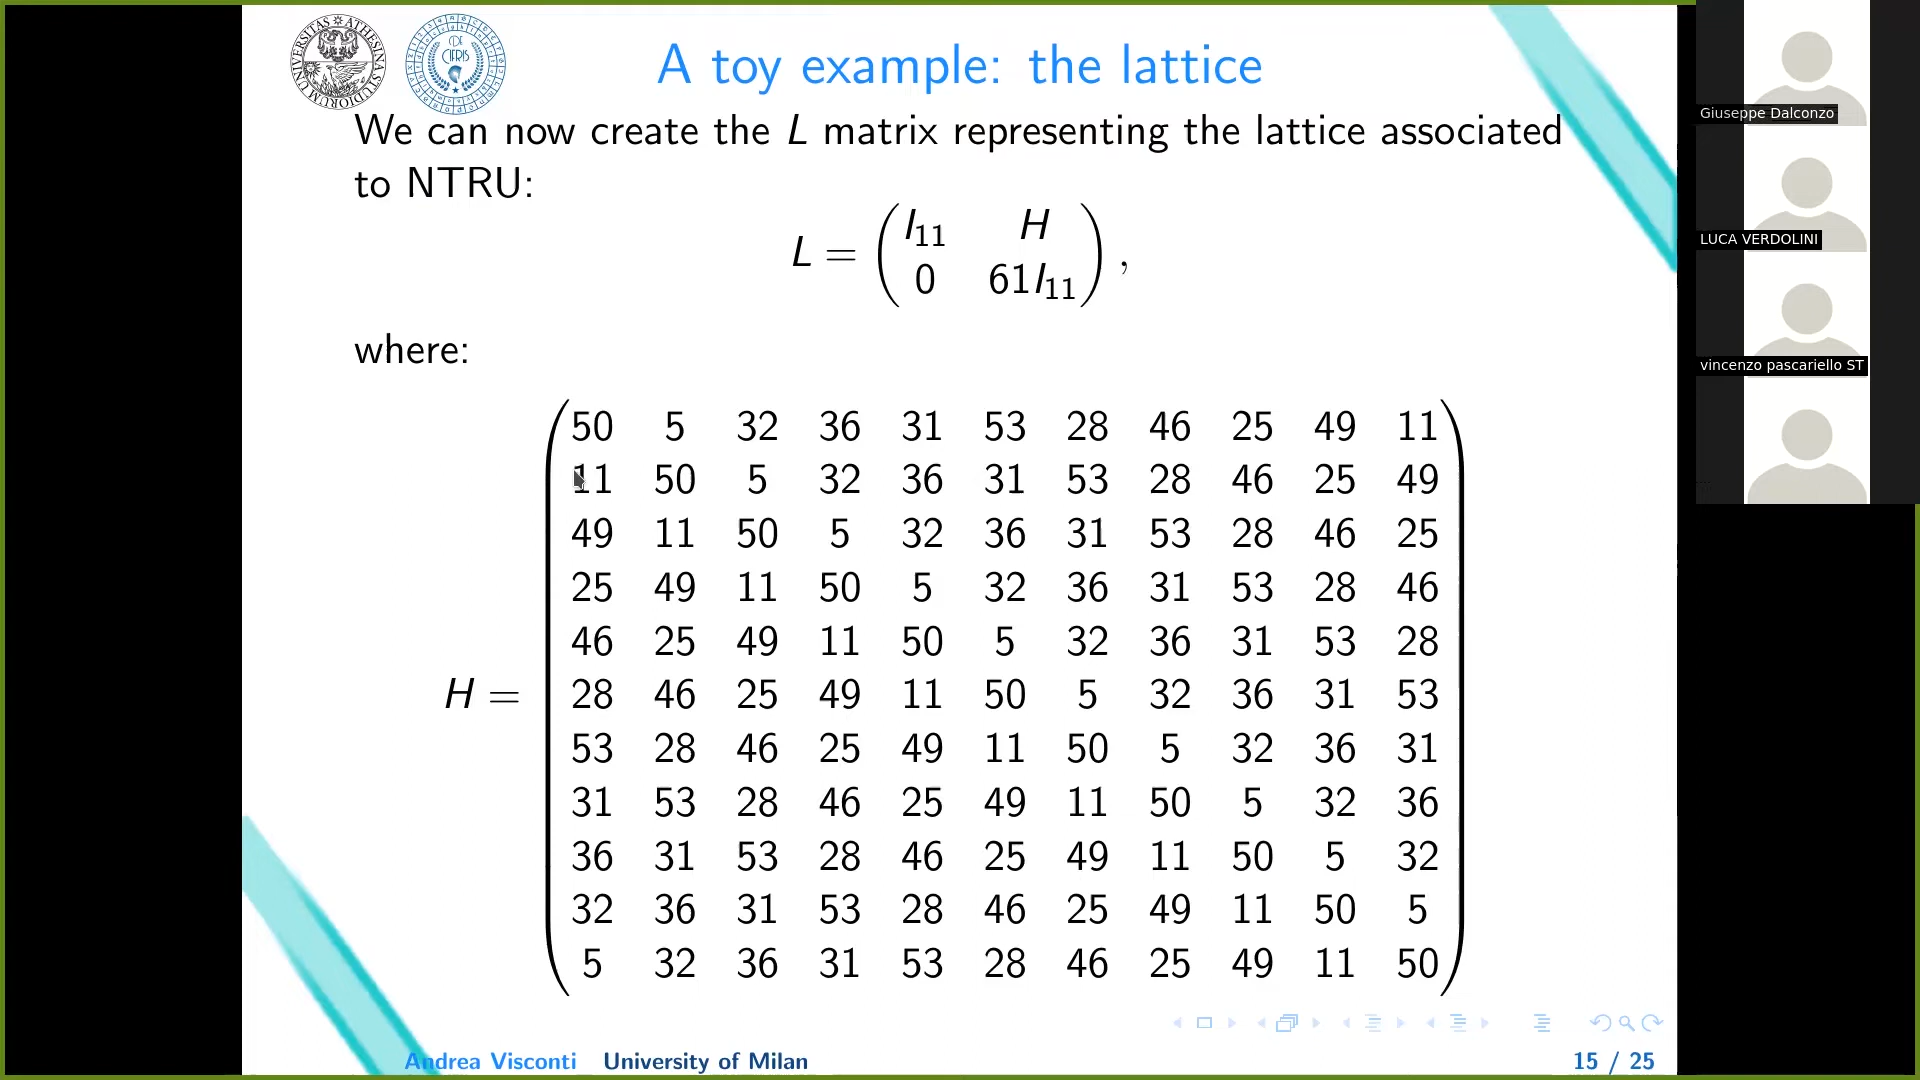 A toy example: the lattice
We can now create the L matrix representing the lattice associated
to NTRU:
L = ( I₁₁ H
0 61I₁₁ ) ,
where:
50 5 32 36 31 53 28 46 25 49 11
11 50 5 32 36 31 53 28 46 25 49
49 11 50 5 32 36 31 53 28 46 25
25 49 11 50 5 32 36 31 53 28 46
46 25 49 11 50 5 32 36 31 53 28
H = 28 46 25 49 11 50 5 32 36 31 53
53 28 46 25 49 11 50 5 32 36 31
31 53 28 46 25 49 11 50 5 32 36
36 31 53 28 46 25 49 11 50 5 32
32 36 31 53 28 46 25 49 11 50 5
5 32 36 31 53 28 46 25 49 11 50
Andrea Visconti University of Milan 15 / 25
Giuseppe Dalconzo
LUCA VERDOLINI
vincenzo pascariello ST
DE
CIFRIS